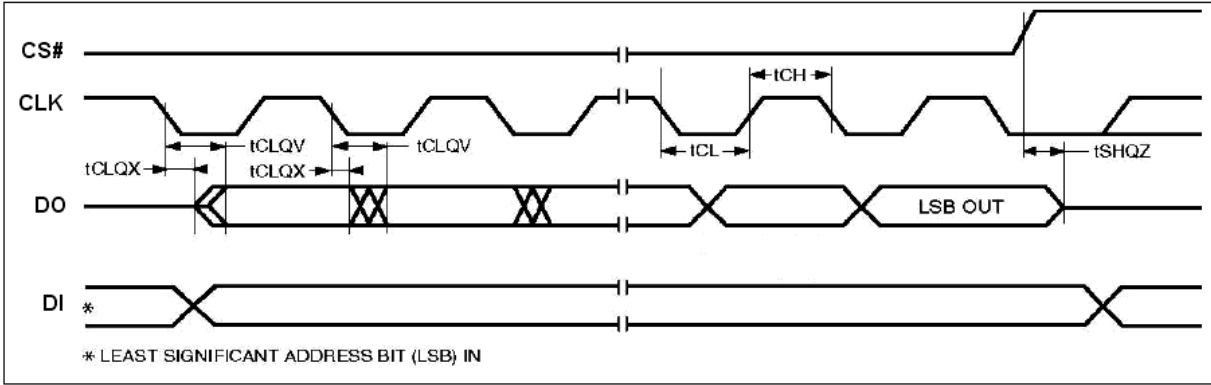 CS#
tCH
CLK
tCLQV
tCLQV
tCL
tSHQZ
tCLQX
tCLQX
DO
LSB OUT
DI
*
* LEAST SIGNIFICANT ADDRESS BIT (LSB) IN